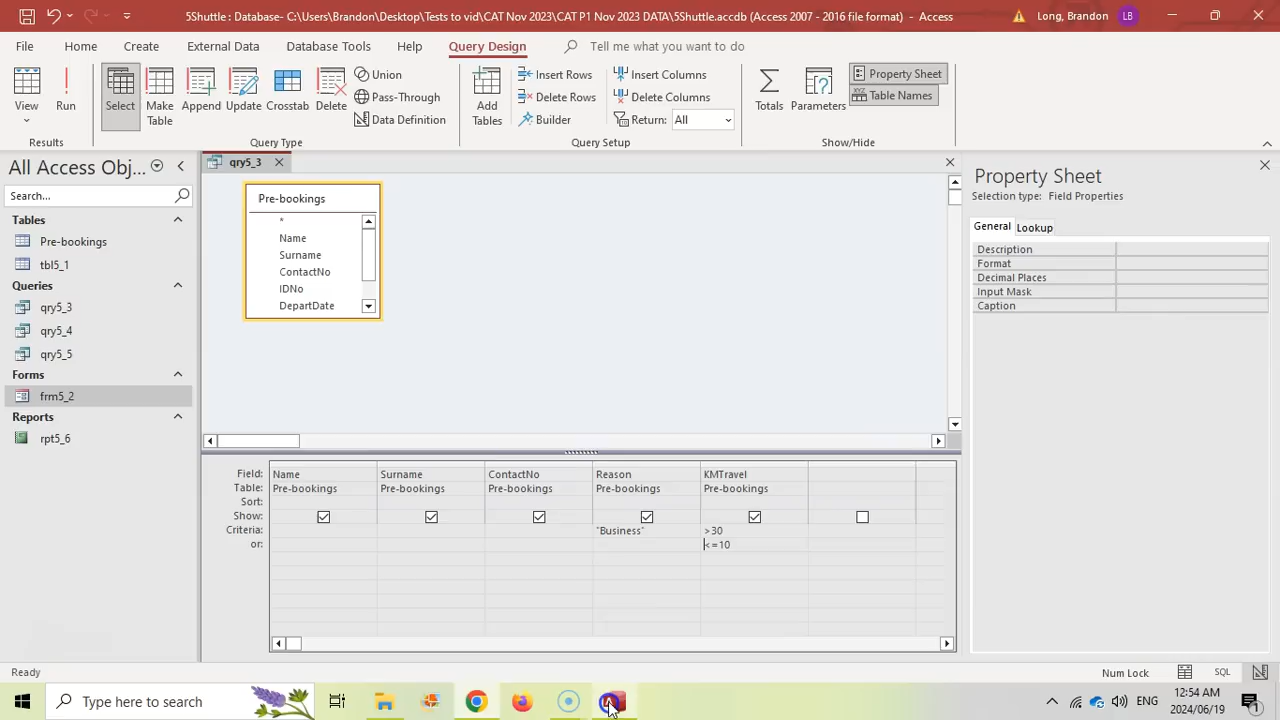 5Shuttle : Database- C:\Users\Brandon\Desktop\Tests to vid\CAT Nov 2023\CAT P1 Nov 2023 DATA\5Shuttle.accdb (Access 2007 - 2016 file format) - Access
Long, Brandon
LB
File Home Create External Data Database Tools Help Query Design Tell me what you want to do
View
Run
Select
Make Table
Append
Update
Crosstab
Delete
Union
Pass-Through
Data Definition
Add Tables
Insert Rows
Delete Rows
Builder
Insert Columns
Delete Columns
Return: All
Totals
Parameters
Property Sheet
Table Names
Results Query Type Query Setup Show/Hide
All Access Obj...
Search...
Tables
Pre-bookings
tbl5_1
Queries
qry5_3
qry5_4
qry5_5
Forms
frm5_2
Reports
rpt5_6
qry5_3
Pre-bookings
*
Name
Surname
ContactNo
IDNo
DepartDate
Field: Name Surname ContactNo Reason KMTravel
Table: Pre-bookings Pre-bookings Pre-bookings Pre-bookings Pre-bookings
Sort:
Show:
Criteria: "Business" >30
or: <=10
Property Sheet
Selection type: Field Properties
General Lookup
Description
Format
Decimal Places
Input Mask
Caption
Ready
Num Lock
SQL
Type here to search
ENG
12:54 AM
2024/06/19
1